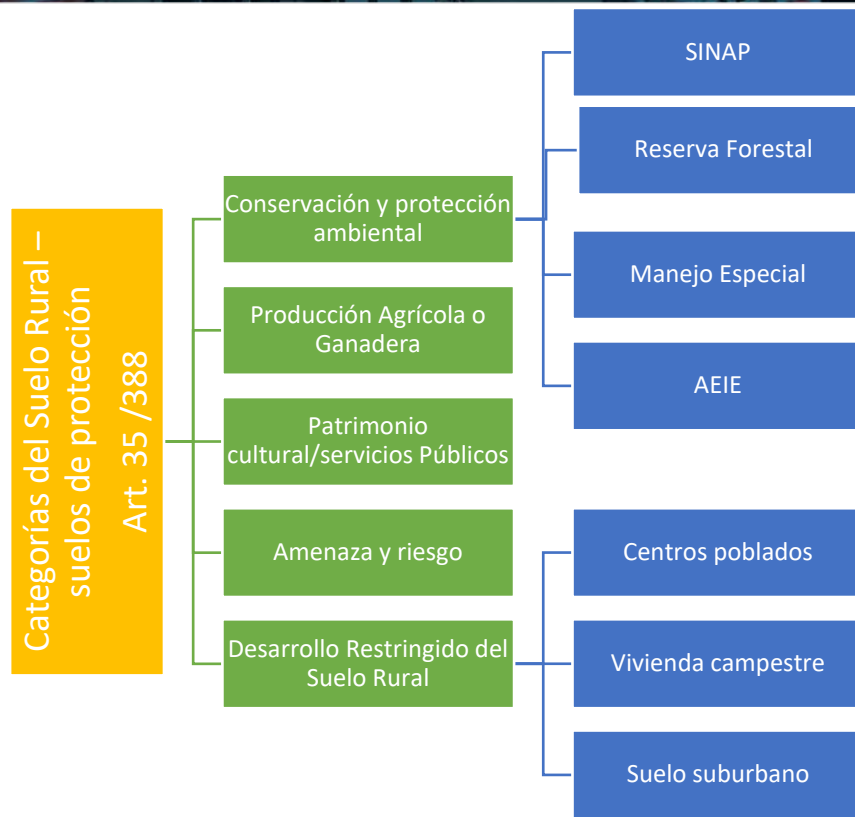 Categorías del Suelo Rural –
suelos de protección
Art. 35 /388
Conservación y protección
ambiental
SINAP
Reserva Forestal
Manejo Especial
AEIE
Producción Agrícola o
Ganadera
Patrimonio
cultural/servicios Públicos
Amenaza y riesgo
Desarrollo Restringido del
Suelo Rural
Centros poblados
Vivienda campestre
Suelo suburbano